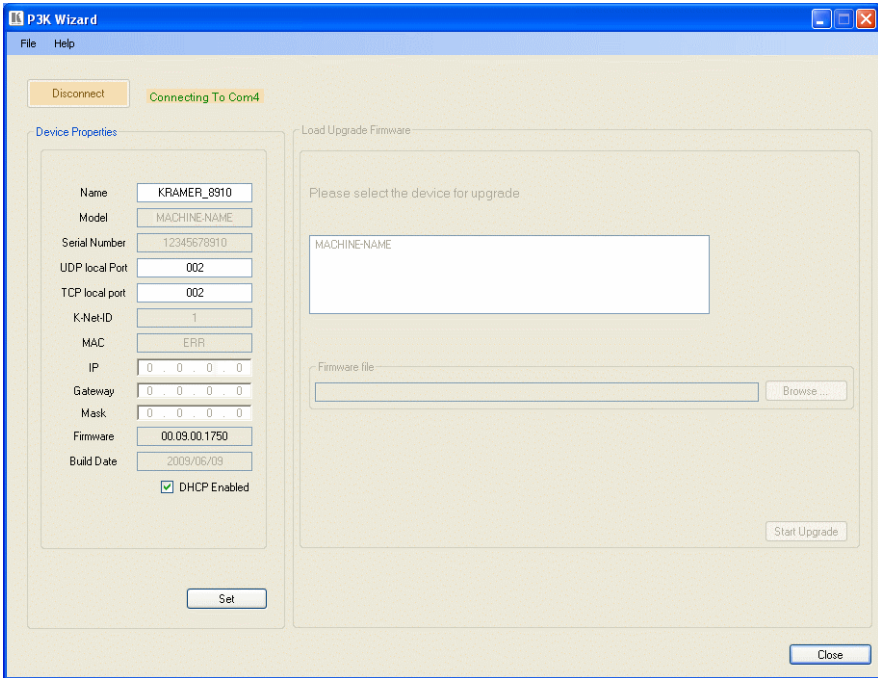 P3K Wizard
File Help
Disconnect
Connecting To Com4
Device Properties
Name KRAMER_8910
Model MACHINE-NAME
Serial Number 12345678910
UDP local Port 002
TCP local port 002
K-Net-ID 1
MAC ERR
IP 0 . 0 . 0 . 0
Gateway 0 . 0 . 0 . 0
Mask 0 . 0 . 0 . 0
Firmware 00.09.00.1750
Build Date 2009/06/09
DHCP Enabled
Set
Load Upgrade Firmware
Please select the device for upgrade
MACHINE-NAME
Firmware file
Browse ...
Start Upgrade
Close